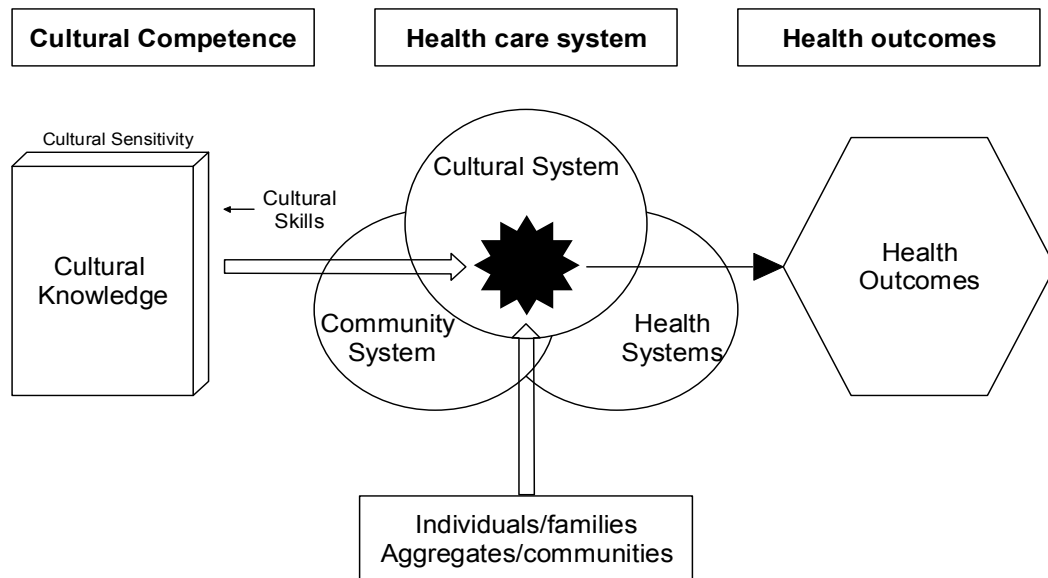 Cultural Competence
Health care system
Health outcomes
Cultural Sensitivity
Cultural
Skills
Cultural
Knowledge
Cultural System
Community
System
Health
Systems
Health
Outcomes
Individuals/families
Aggregates/communities